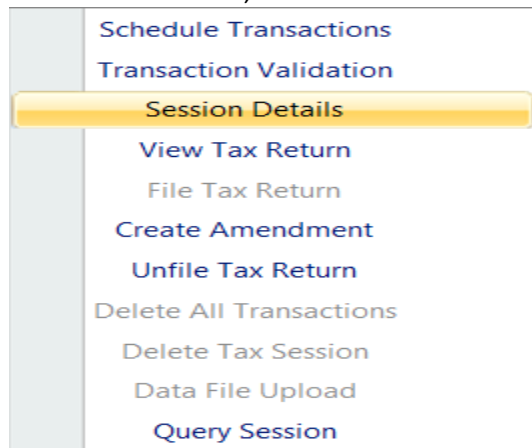 Schedule Transactions
Transaction Validation
Session Details
View Tax Return
File Tax Return
Create Amendment
Unfile Tax Return
Delete All Transactions
Delete Tax Session
Data File Upload
Query Session